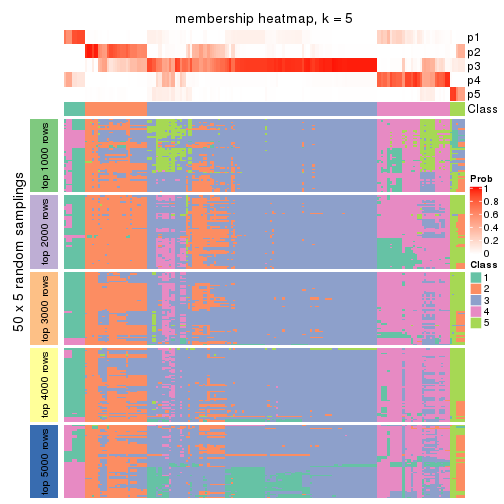 membership heatmap, k = 5
p1
p2
p3
p4
p5
Class
50 x 5 random samplings
top 1000 rows
top 2000 rows
top 3000 rows
top 4000 rows
top 5000 rows
Prob
1
0.8
0.6
0.4
0.2
0
Class
1
2
3
4
5